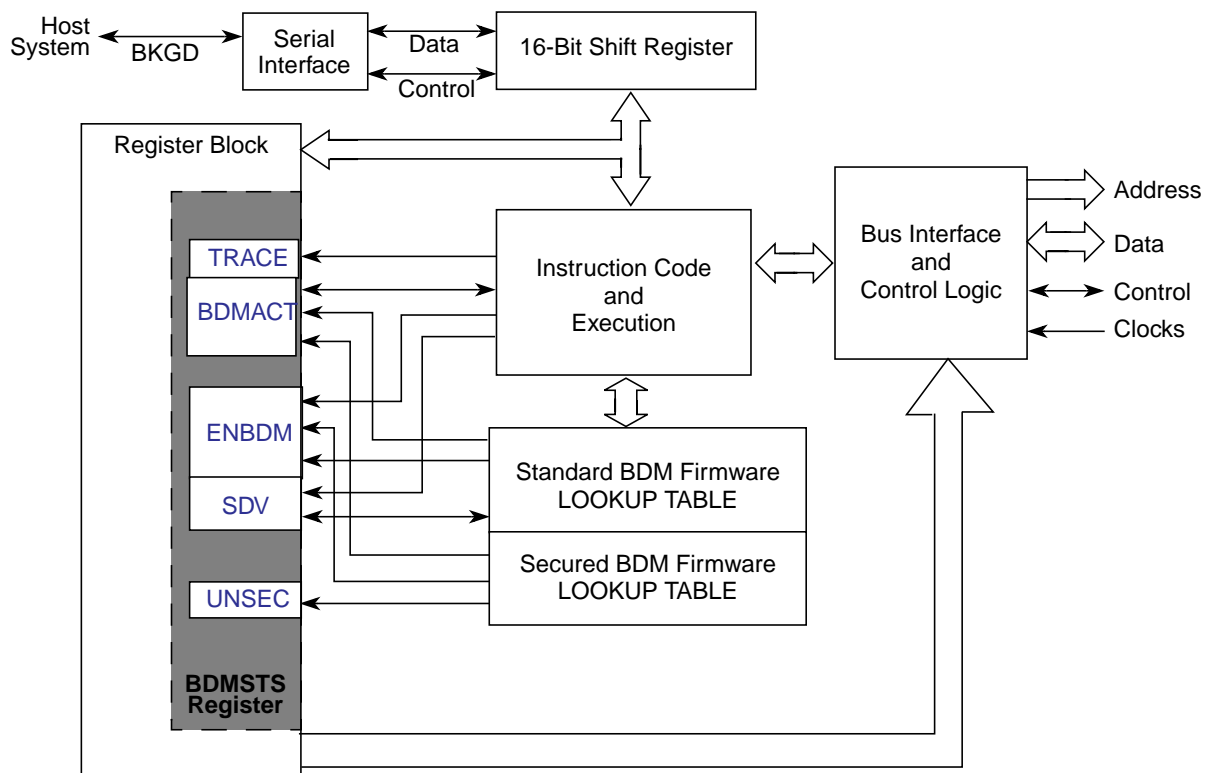 Host
System
BKGD
Serial
Interface
Data
Control
16-Bit Shift Register
Register Block
TRACE
BDMACT
ENBDM
SDV
UNSEC
BDMSTS
Register
Instruction Code
and
Execution
Standard BDM Firmware
LOOKUP TABLE
Secured BDM Firmware
LOOKUP TABLE
Bus Interface
and
Control Logic
Address
Data
Control
Clocks